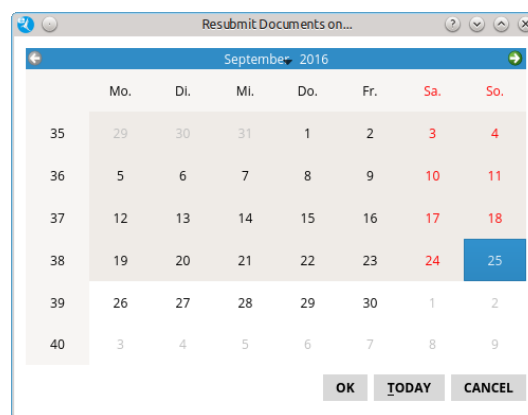 Resubmit Documents on...
September 2016
Mo. Di. Mi. Do. Fr. Sa. So.
35 29 30 31 1 2 3 4
36 5 6 7 8 9 10 11
37 12 13 14 15 16 17 18
38 19 20 21 22 23 24 25
39 26 27 28 29 30 1 2
40 3 4 5 6 7 8 9
OK TODAY CANCEL